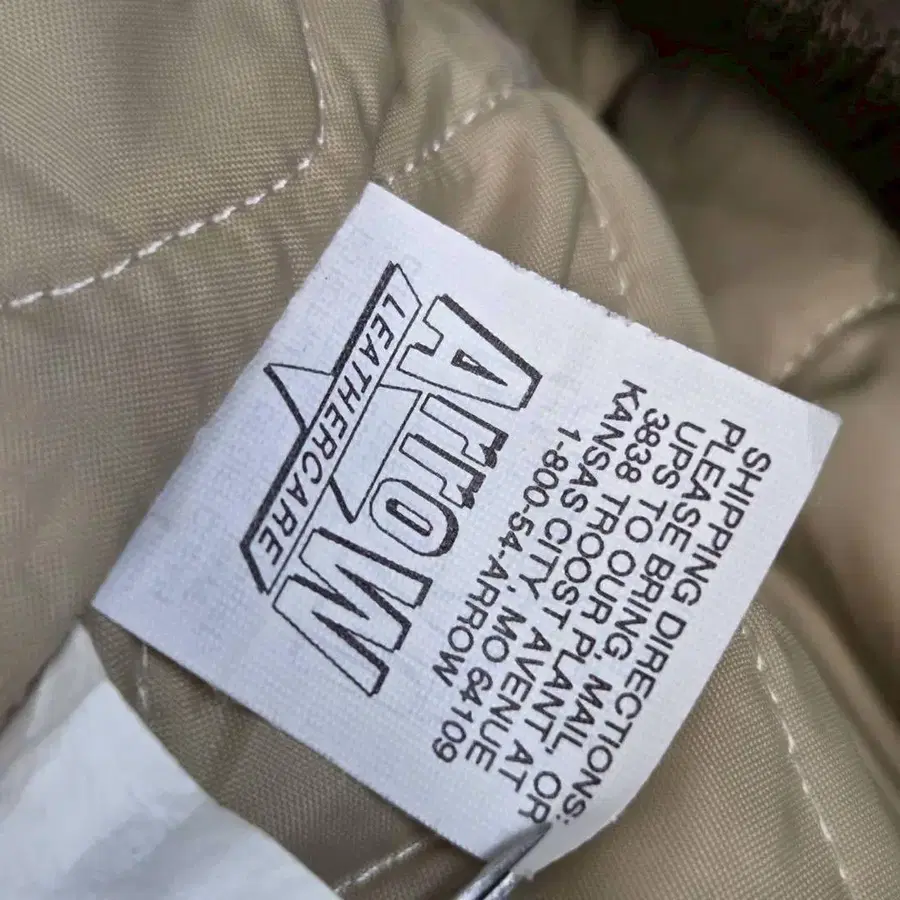 SHIPPING DIRECTIONS:
PLEASE BRING, MAIL, OR
UPS TO OUR PLANT, AT
3838 TROOST AVENUE
KANSAS CITY, MO 64109
1-800-54-ARROW
ArroW
LEATHERCARE